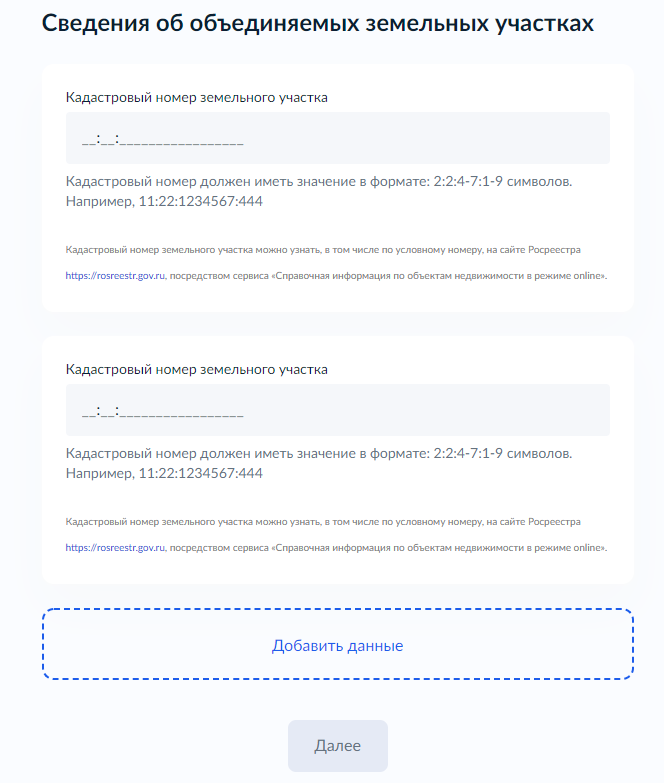 Сведения об объединяемых земельных участках
Кадастровый номер земельного участка
__:__:_________________
Кадастровый номер должен иметь значение в формате: 2:2:4-7:1-9 символов.
Например, 11:22:1234567:444
Кадастровый номер земельного участка можно узнать, в том числе по условному номеру, на сайте Росреестра
https://rosreestr.gov.ru, посредством сервиса «Справочная информация по объектам недвижимости в режиме online».
Кадастровый номер земельного участка
__:__:_________________
Кадастровый номер должен иметь значение в формате: 2:2:4-7:1-9 символов.
Например, 11:22:1234567:444
Кадастровый номер земельного участка можно узнать, в том числе по условному номеру, на сайте Росреестра
https://rosreestr.gov.ru, посредством сервиса «Справочная информация по объектам недвижимости в режиме online».
Добавить данные
Далее